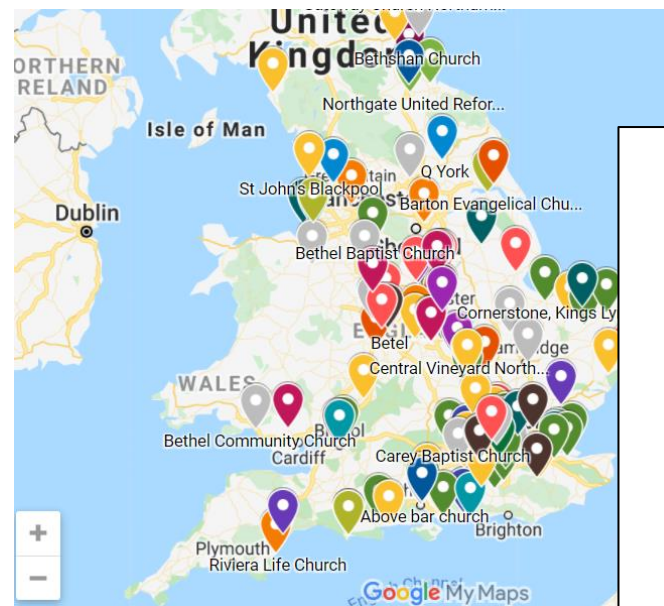 United
Kingdom
Bethshan Church
NORTHERN
IRELAND
Northgate United Refor...
Isle of Man
Q York
St John's Blackpool
Barton Evangelical Chu...
Dublin
Bethel Baptist Church
Cornerstone, Kings Ly
Betel
Central Vineyard North...
WALES
Bethel Community Church
Cardiff
Carey Baptist Church
Above bar church
Brighton
Plymouth
Riviera Life Church
English Channel
Google My Maps
+
−